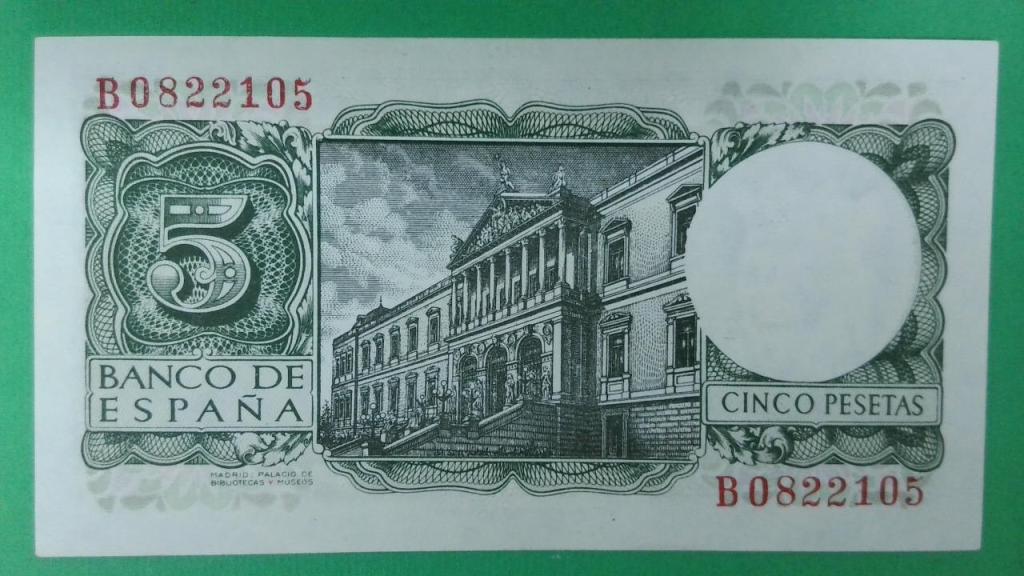 B0822105
5
BANCO DE
ESPAÑA
CINCO PESETAS
MADRID: PALACIO DE
BIBLIOTECAS Y MUSEOS
B0822105